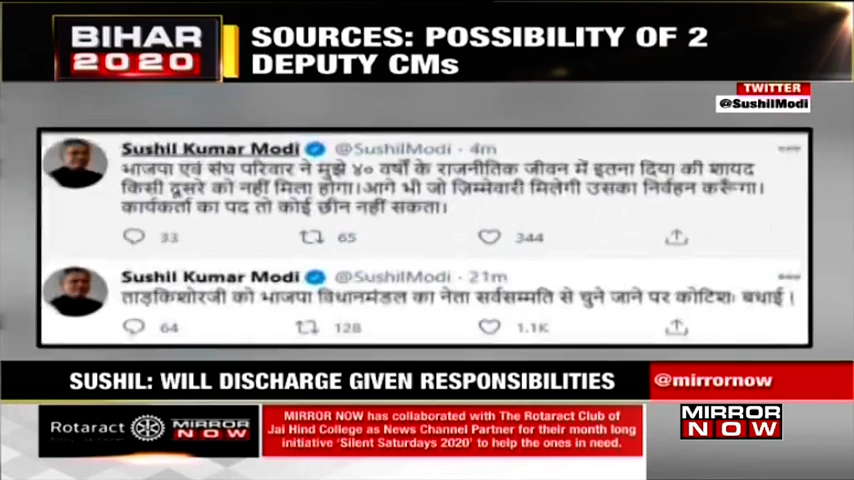 BIHAR
2020
SOURCES: POSSIBILITY OF 2
DEPUTY CMs
TWITTER
@SushilModi
Sushil Kumar Modi @SushilModi · 4m
भाजपा एवं संघ परिवार ने मुझे ४० वर्षों के राजनीतिक जीवन में इतना दिया की शायद
किसी दूसरे को नहीं मिला होगा।आगे भी जो ज़िम्मेवारी मिलेगी उसका निर्वहन करूँगा।
कार्यकर्ता का पद तो कोई छीन नहीं सकता।
33 65 344
Sushil Kumar Modi @SushilModi · 21m
ताड़किशोरजी को भाजपा विधानमंडल का नेता सर्वसम्मति से चुने जाने पर कोटिशः बधाई ।
64 128 1.1K
SUSHIL: WILL DISCHARGE GIVEN RESPONSIBILITIES
@mirrornow
Rotaract
MIRROR
NOW
MIRROR NOW has collaborated with The Rotaract Club of
Jai Hind College as News Channel Partner for their month long
initiative 'Silent Saturdays 2020' to help the ones in need.
MIRROR
NOW